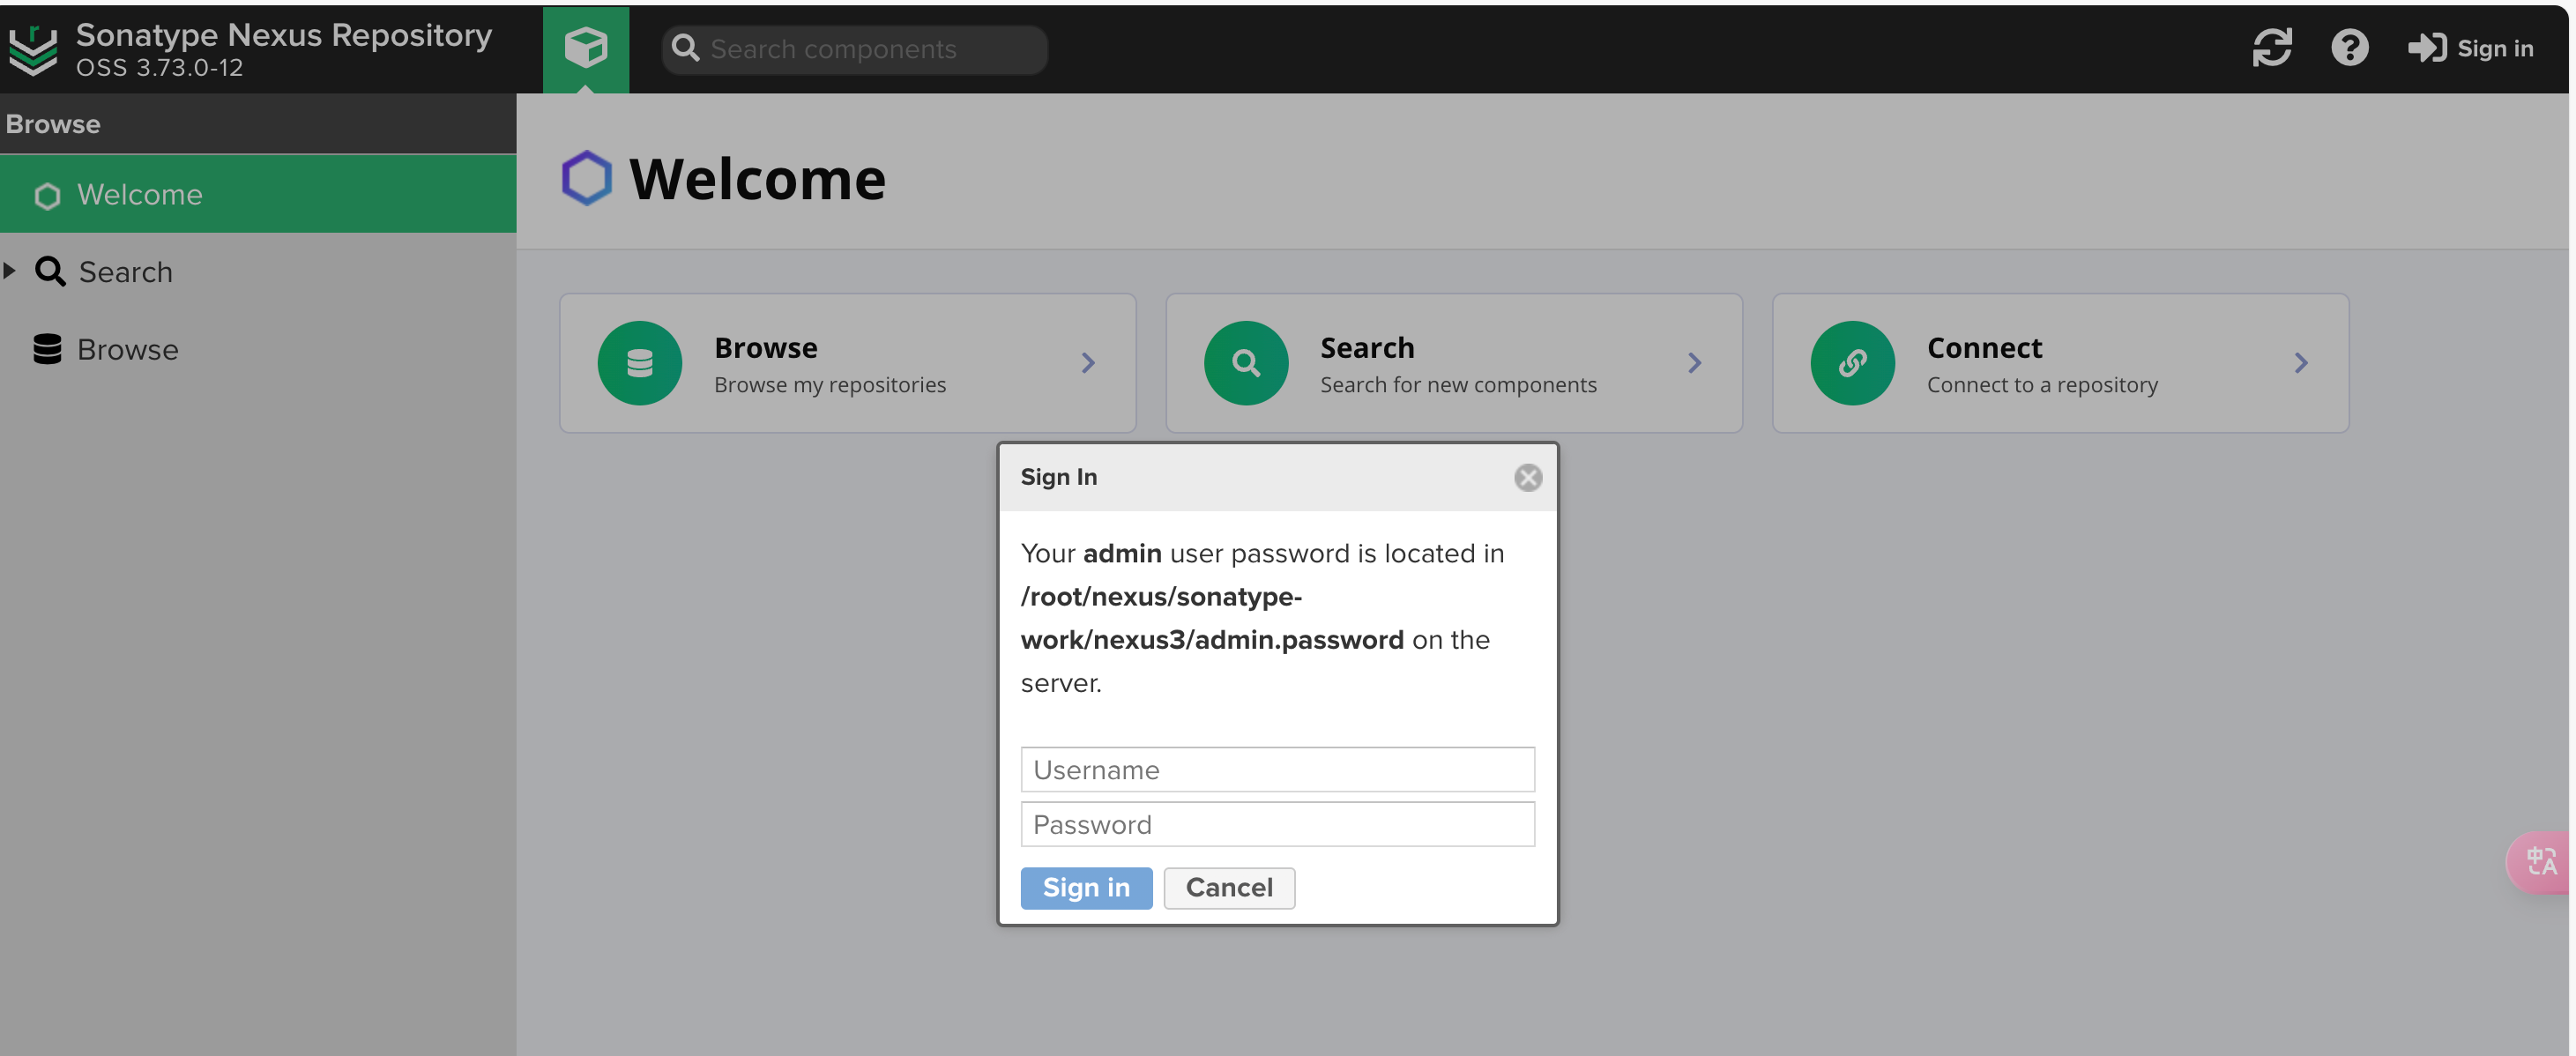 Sonatype Nexus Repository
OSS 3.73.0-12
Search components
Sign in
Browse
Welcome
Search
Browse
Welcome
Browse
Browse my repositories
Search
Search for new components
Connect
Connect to a repository
Sign In
Your admin user password is located in
/root/nexus/sonatype-
work/nexus3/admin.password on the
server.
Username
Password
Sign in
Cancel
中A